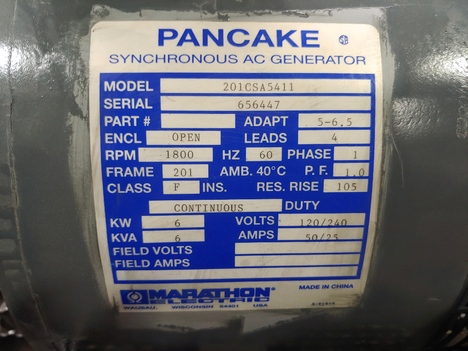 PANCAKE
SYNCHRONOUS AC GENERATOR
MODEL 201CSA5411
SERIAL 656447
PART # ADAPT 5-6.5
ENCL OPEN LEADS 4
RPM 1800 HZ 60 PHASE 1
FRAME 201 AMB. 40°C P. F. 1.0
CLASS F INS. RES. RISE 105
CONTINUOUS DUTY
KW 6 VOLTS 120/240
KVA 6 AMPS 50/25
FIELD VOLTS
FIELD AMPS
MARATHON MADE IN CHINA
ELECTRIC
WAUSAU, WISCONSIN 54401 USA